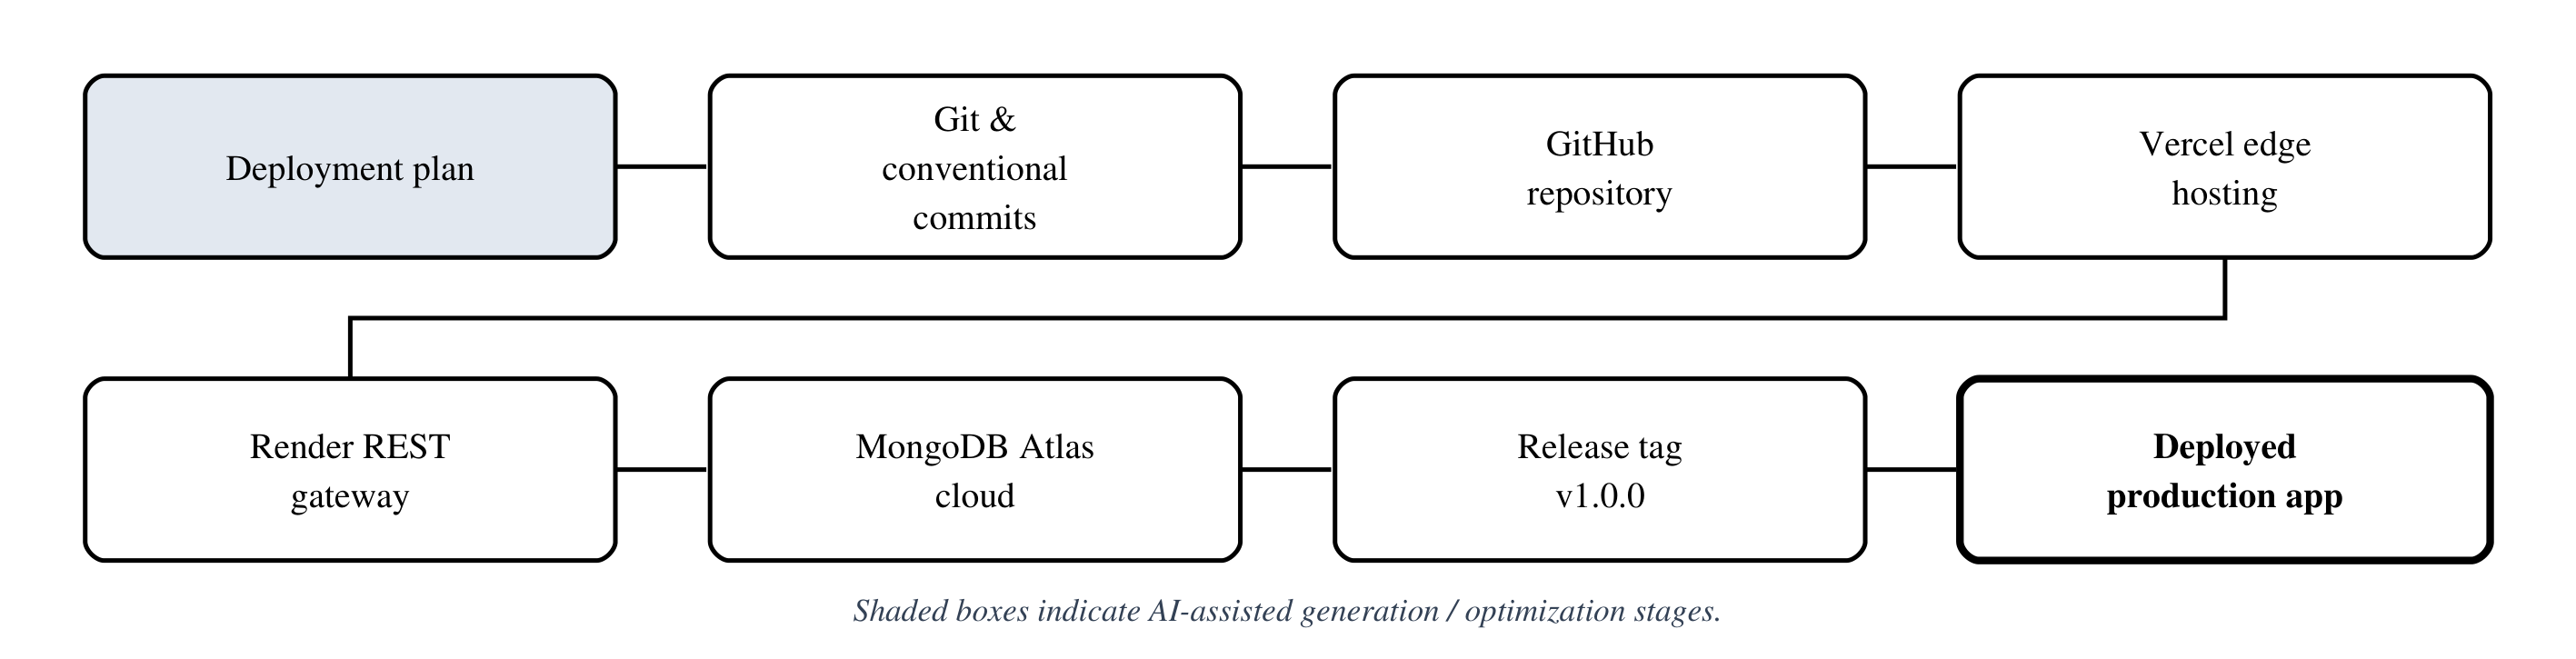 Deployment plan
Git &
conventional
commits
GitHub
repository
Vercel edge
hosting
Render REST
gateway
MongoDB Atlas
cloud
Release tag
v1.0.0
Deployed
production app
Shaded boxes indicate AI-assisted generation / optimization stages.